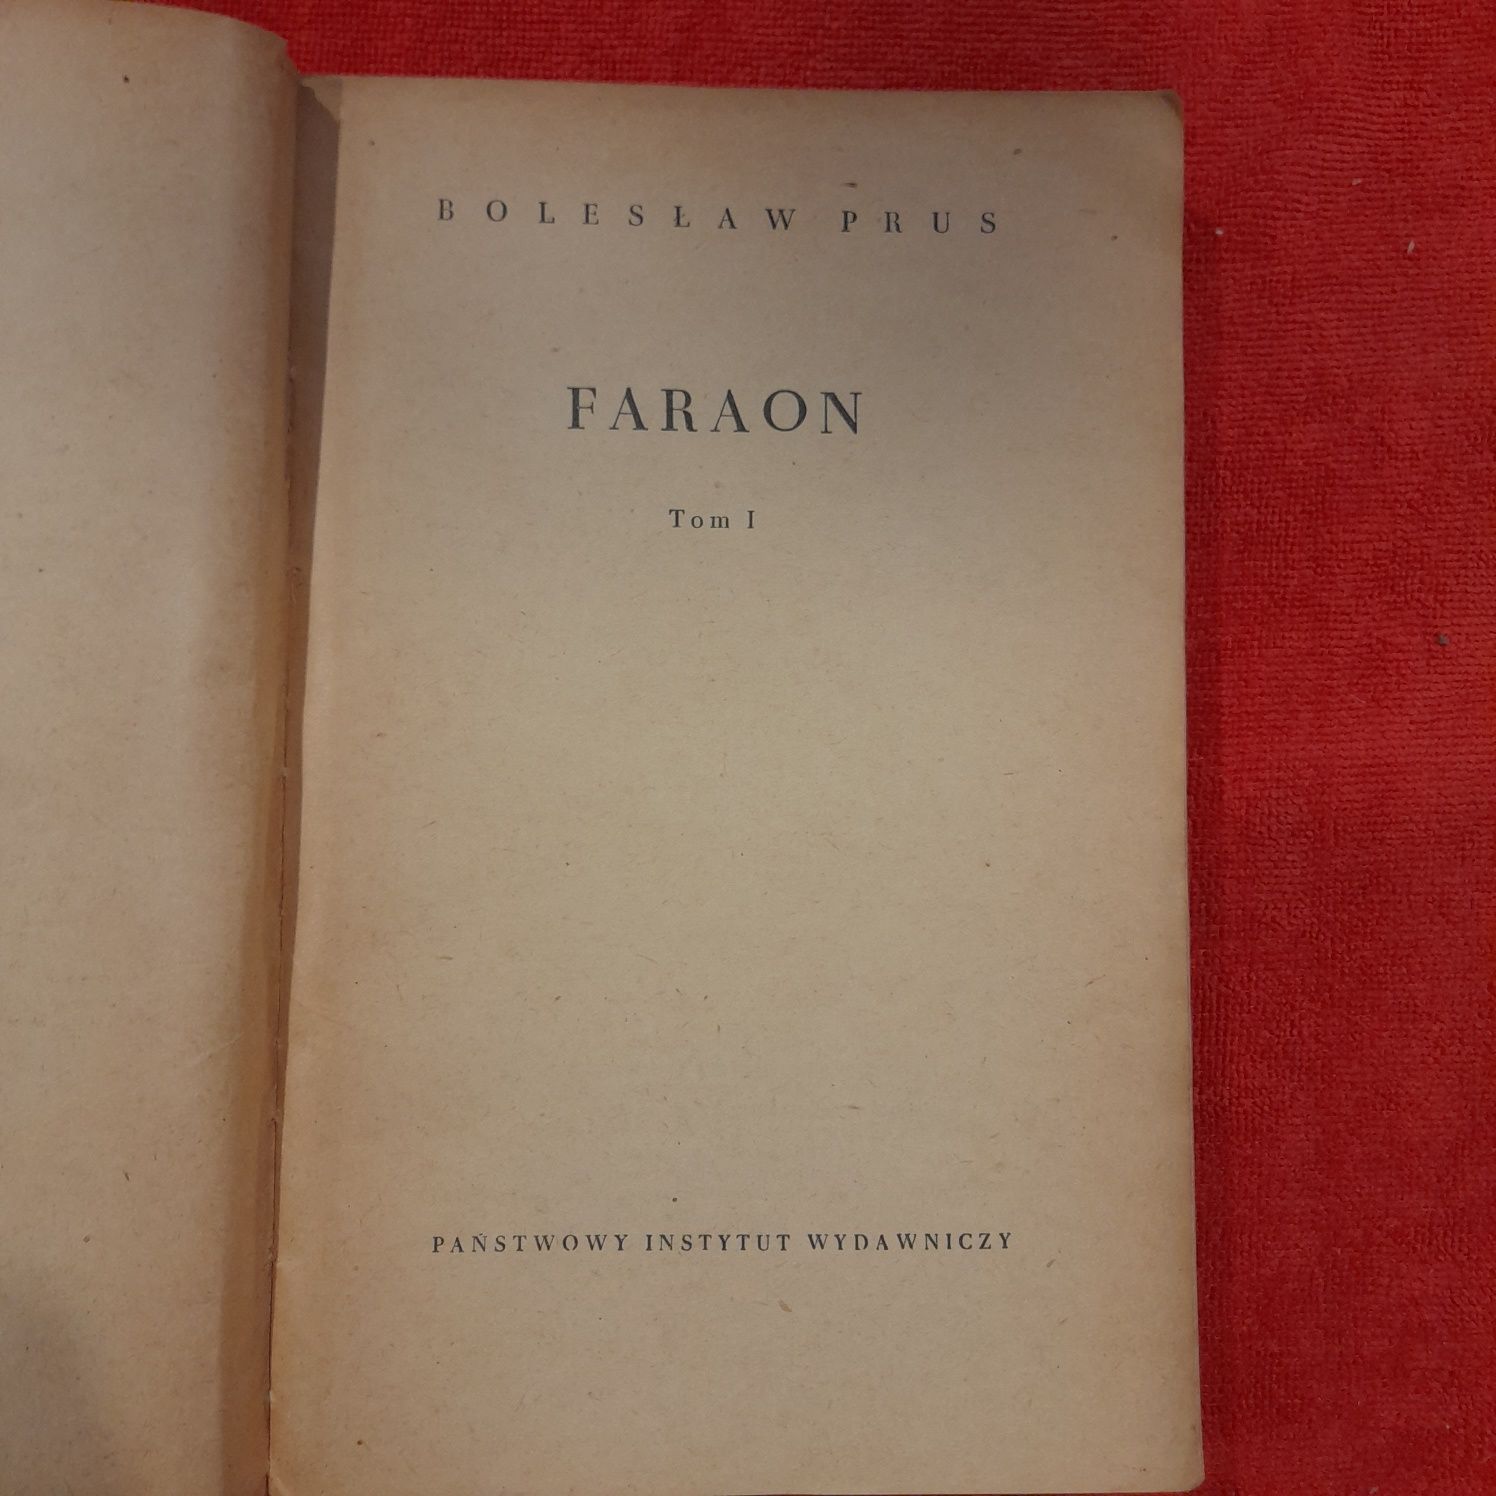 BOLESŁAW PRUS
FARAON
Tom I
PAŃSTWOWY INSTYTUT WYDAWNICZY